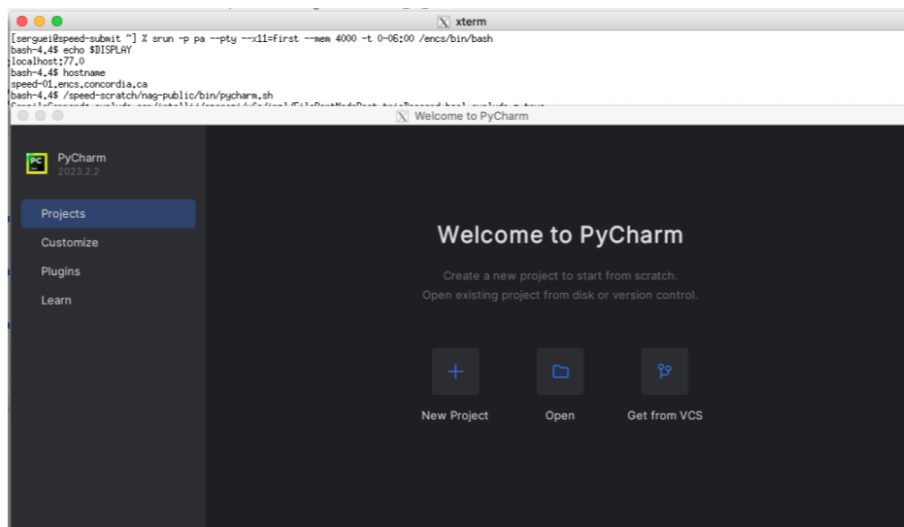 xterm
[serguei@speed-submit ~] % srun -p pa --pty --x11=first --mem 4000 -t 0-06:00 /encs/bin/bash
bash-4.4$ echo $DISPLAY
localhost:77.0
bash-4.4$ hostname
speed-01.encs.concordia.ca
bash-4.4$ /speed-scratch/nag-public/bin/pycharm.sh
Welcome to PyCharm
PC
PyCharm
2023.2.2
Projects
Customize
Plugins
Learn
Welcome to PyCharm
Create a new project to start from scratch.
Open existing project from disk or version control.
New Project
Open
Get from VCS